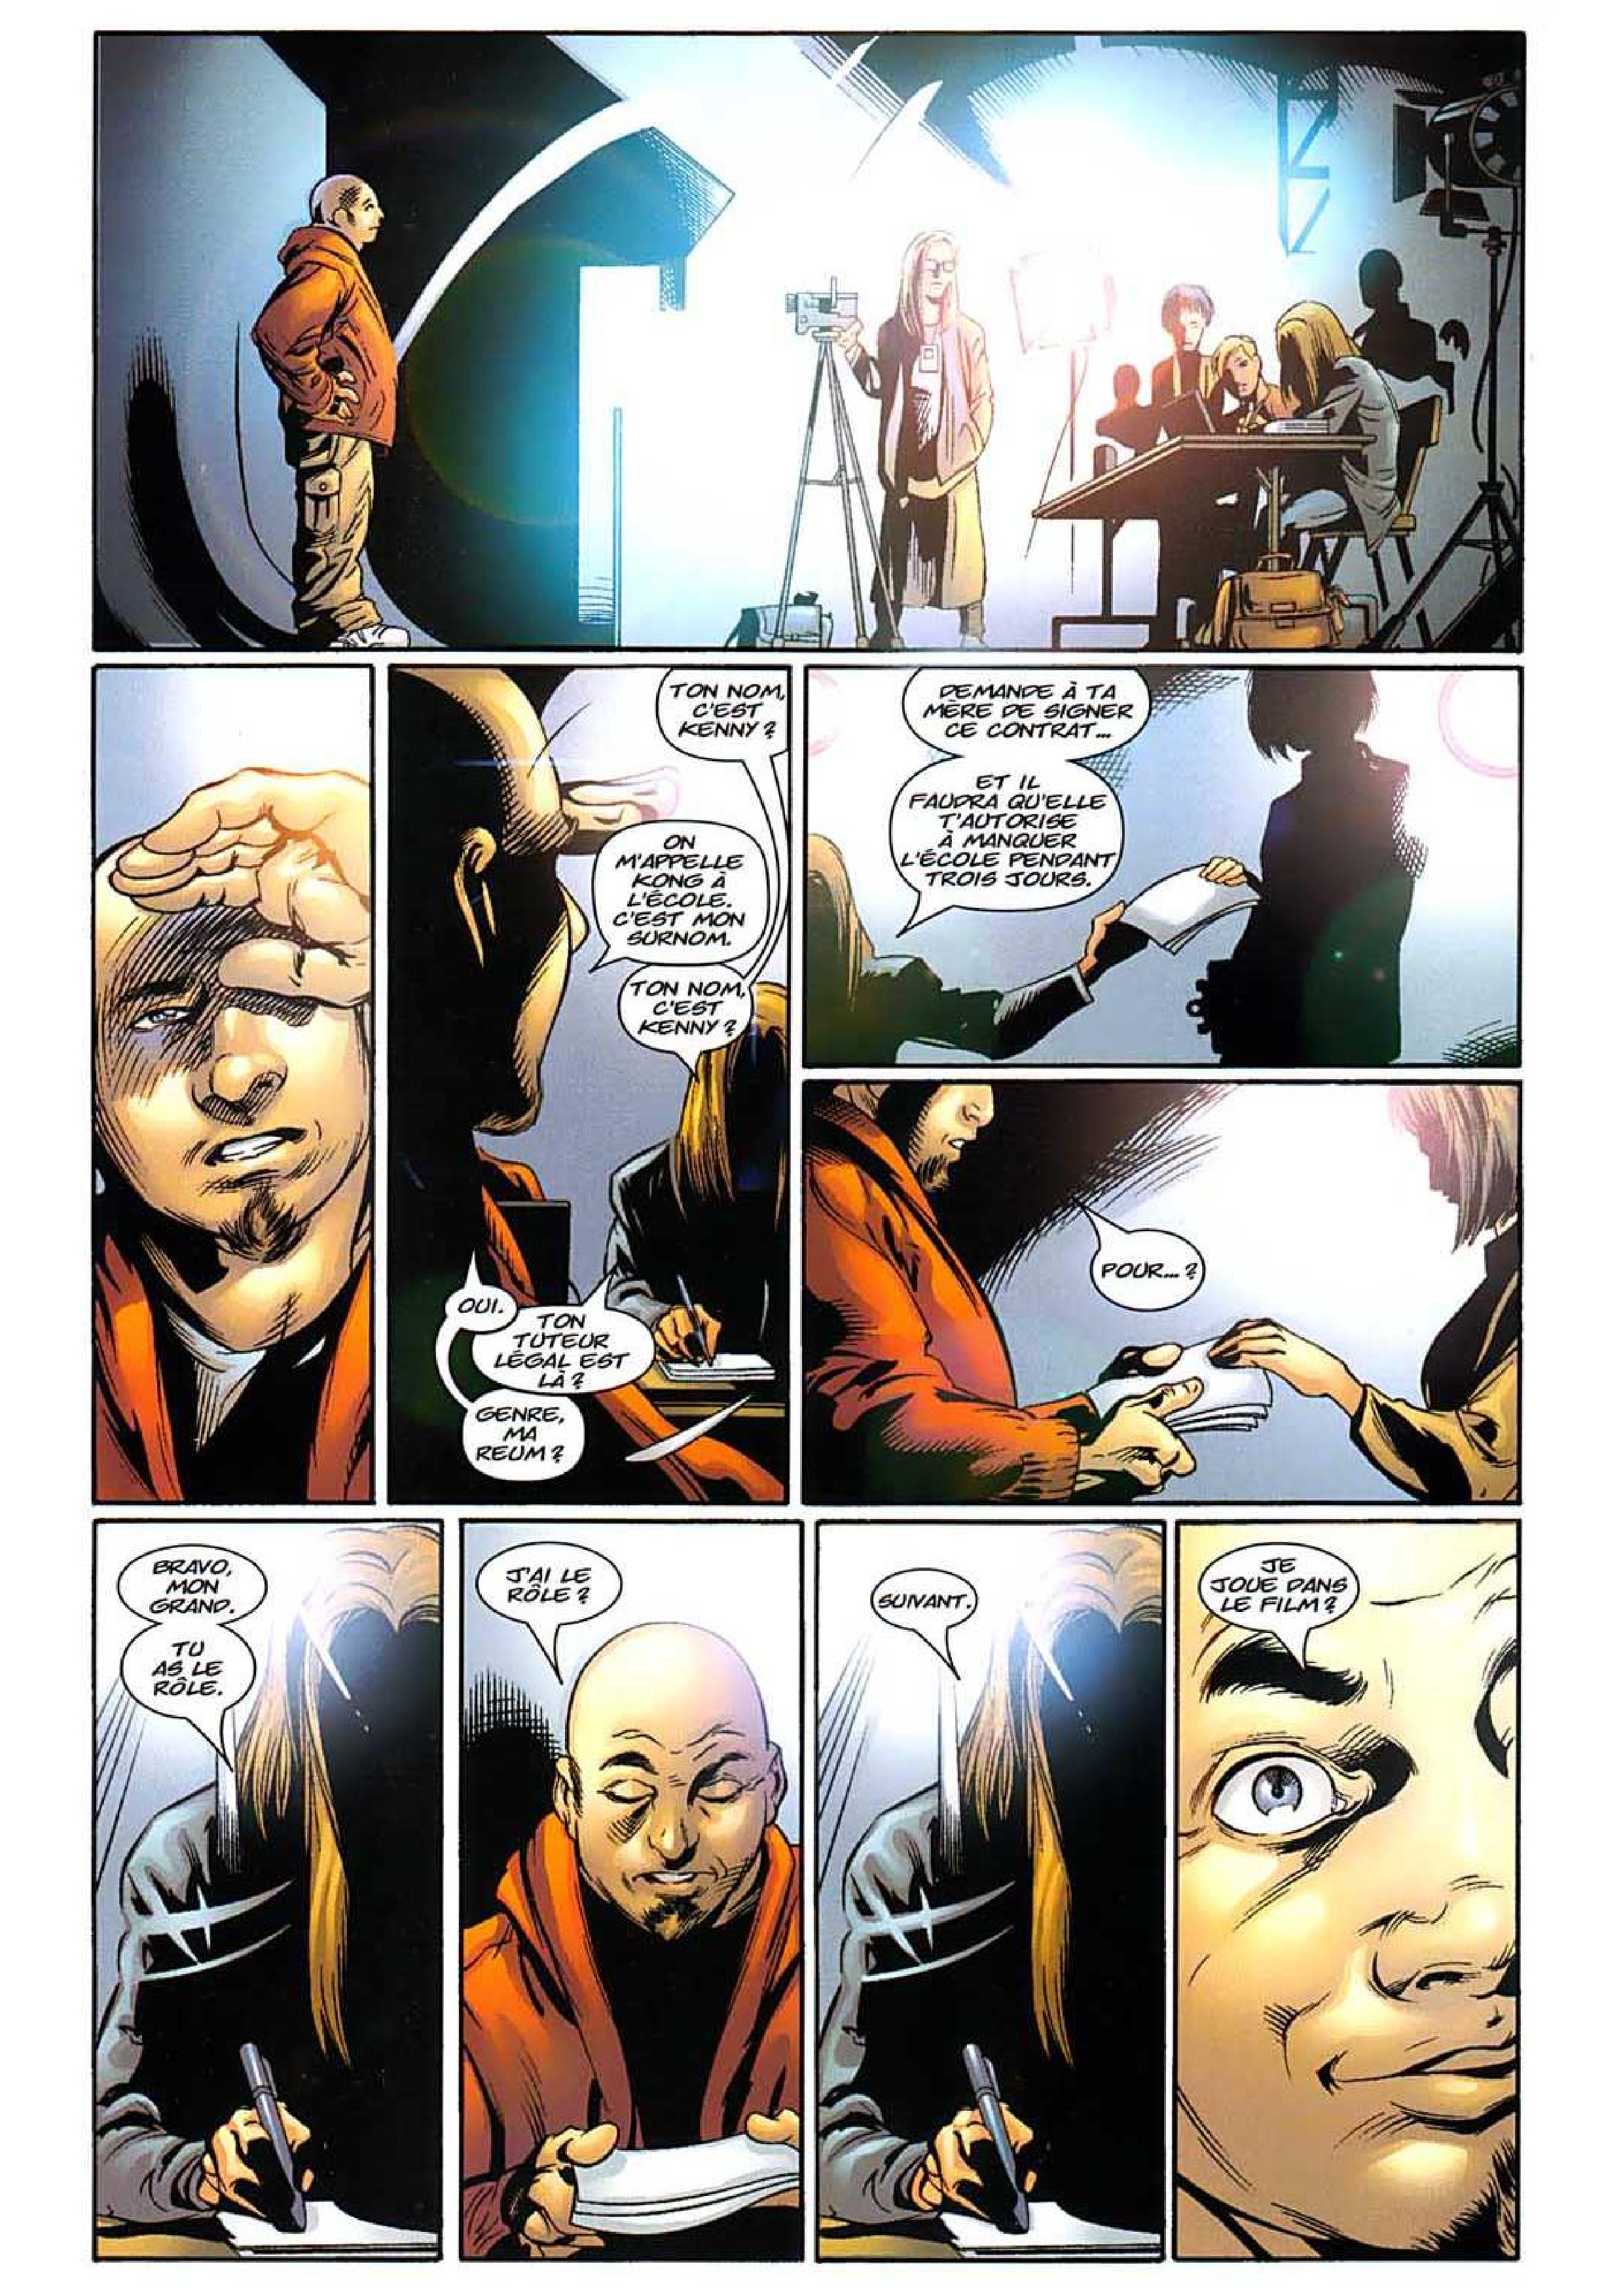 TON NOM,
C'EST
KENNY ?
ON
M'APPELLE
KONG À
L'ÉCOLE.
C'EST MON
SURNOM.
TON NOM,
C'EST
KENNY ?
OUI.
TON
TUTEUR
LÉGAL EST
LÀ ?
GENRE,
MA
REUM ?
DEMANDE À TA
MÈRE DE SIGNER
CE CONTRAT...
ET IL
FAUDRA QU'ELLE
T'AUTORISE
À MANQUER
L'ÉCOLE PENDANT
TROIS JOURS.
POUR... ?
BRAVO,
MON
GRAND.
TU
AS LE
RÔLE.
J'AI LE
RÔLE ?
SUIVANT.
JE
JOUE DANS
LE FILM ?